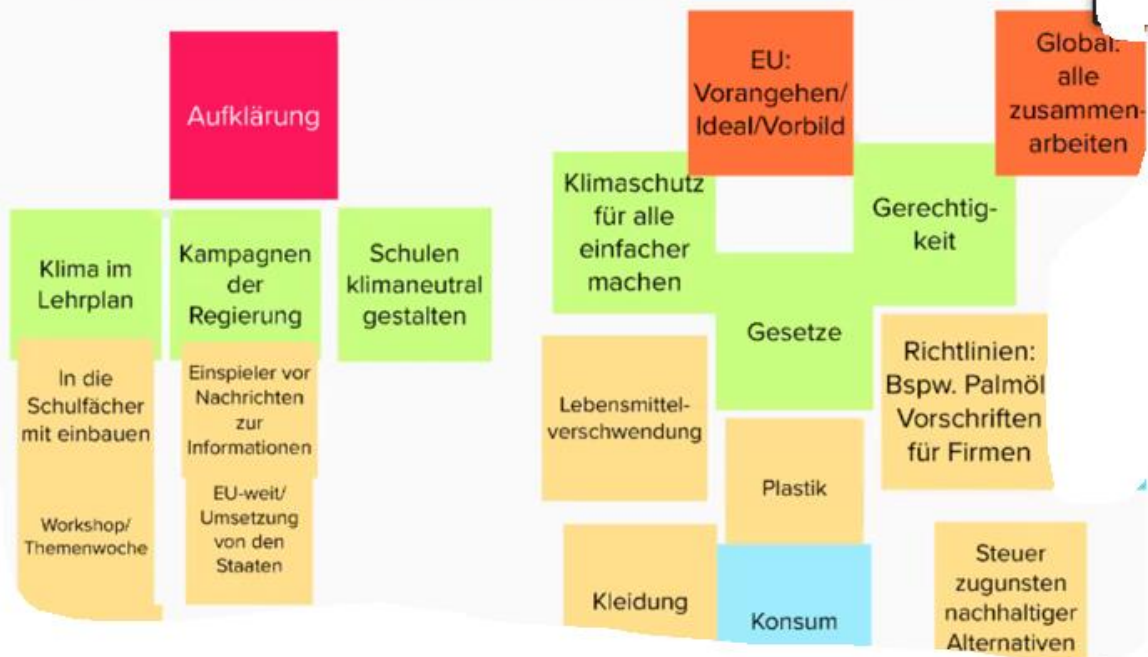 Aufklärung
Klima im
Lehrplan
Kampagnen
der
Regierung
Schulen
klimaneutral
gestalten
In die
Schulfächer
mit einbauen
Einspieler vor
Nachrichten
zur
Informationen
Workshop/
Themenwoche
EU-weit/
Umsetzung
von den
Staaten
EU:
Vorangehen/
Ideal/Vorbild
Global:
alle
zusammen-
arbeiten
Klimaschutz
für alle
einfacher
machen
Gerechtig-
keit
Gesetze
Lebensmittel-
verschwendung
Richtlinien:
Bspw. Palmöl
Vorschriften
für Firmen
Plastik
Kleidung
Konsum
Steuer
zugunsten
nachhaltiger
Alternativen